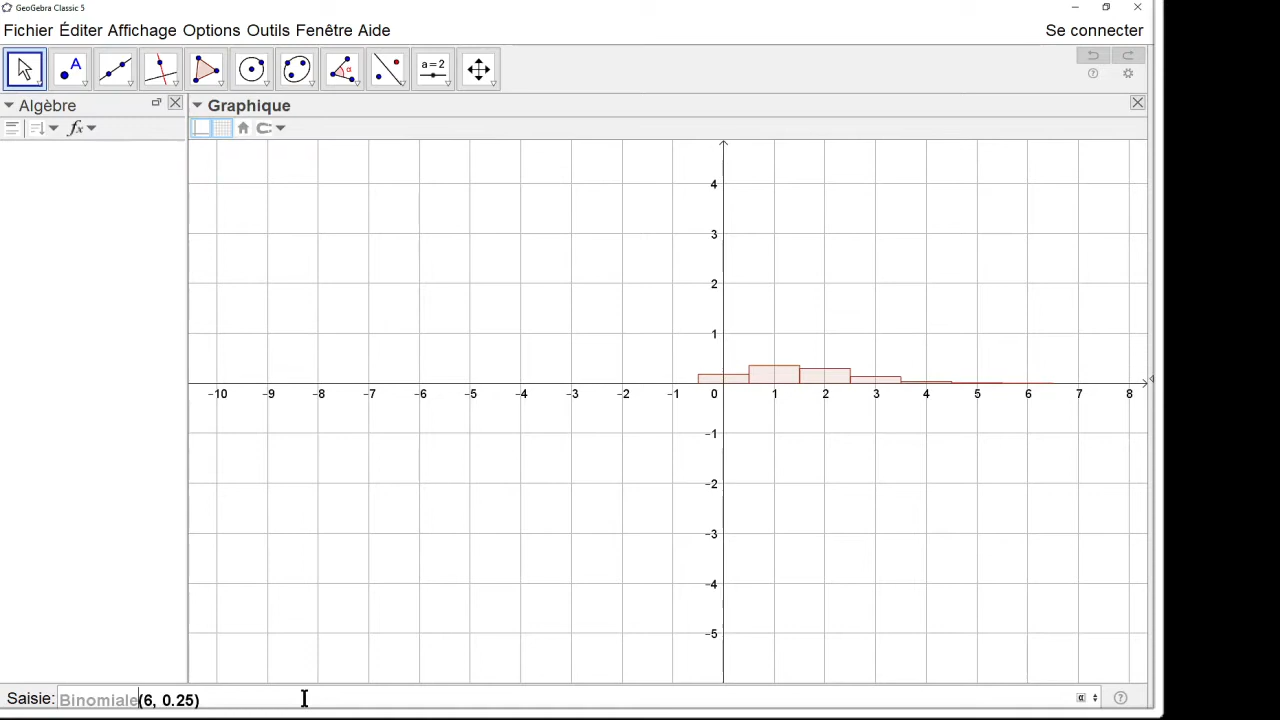 GeoGebra Classic 5
Fichier Éditer Affichage Options Outils Fenêtre Aide
Se connecter
A
α
a=2
Algèbre
Graphique
fx
4
3
2
1
−10 −9 −8 −7 −6 −5 −4 −3 −2 −1 0 1 2 3 4 5 6 7 8
−1
−2
−3
−4
−5
Saisie: Binomiale(6, 0.25)
α